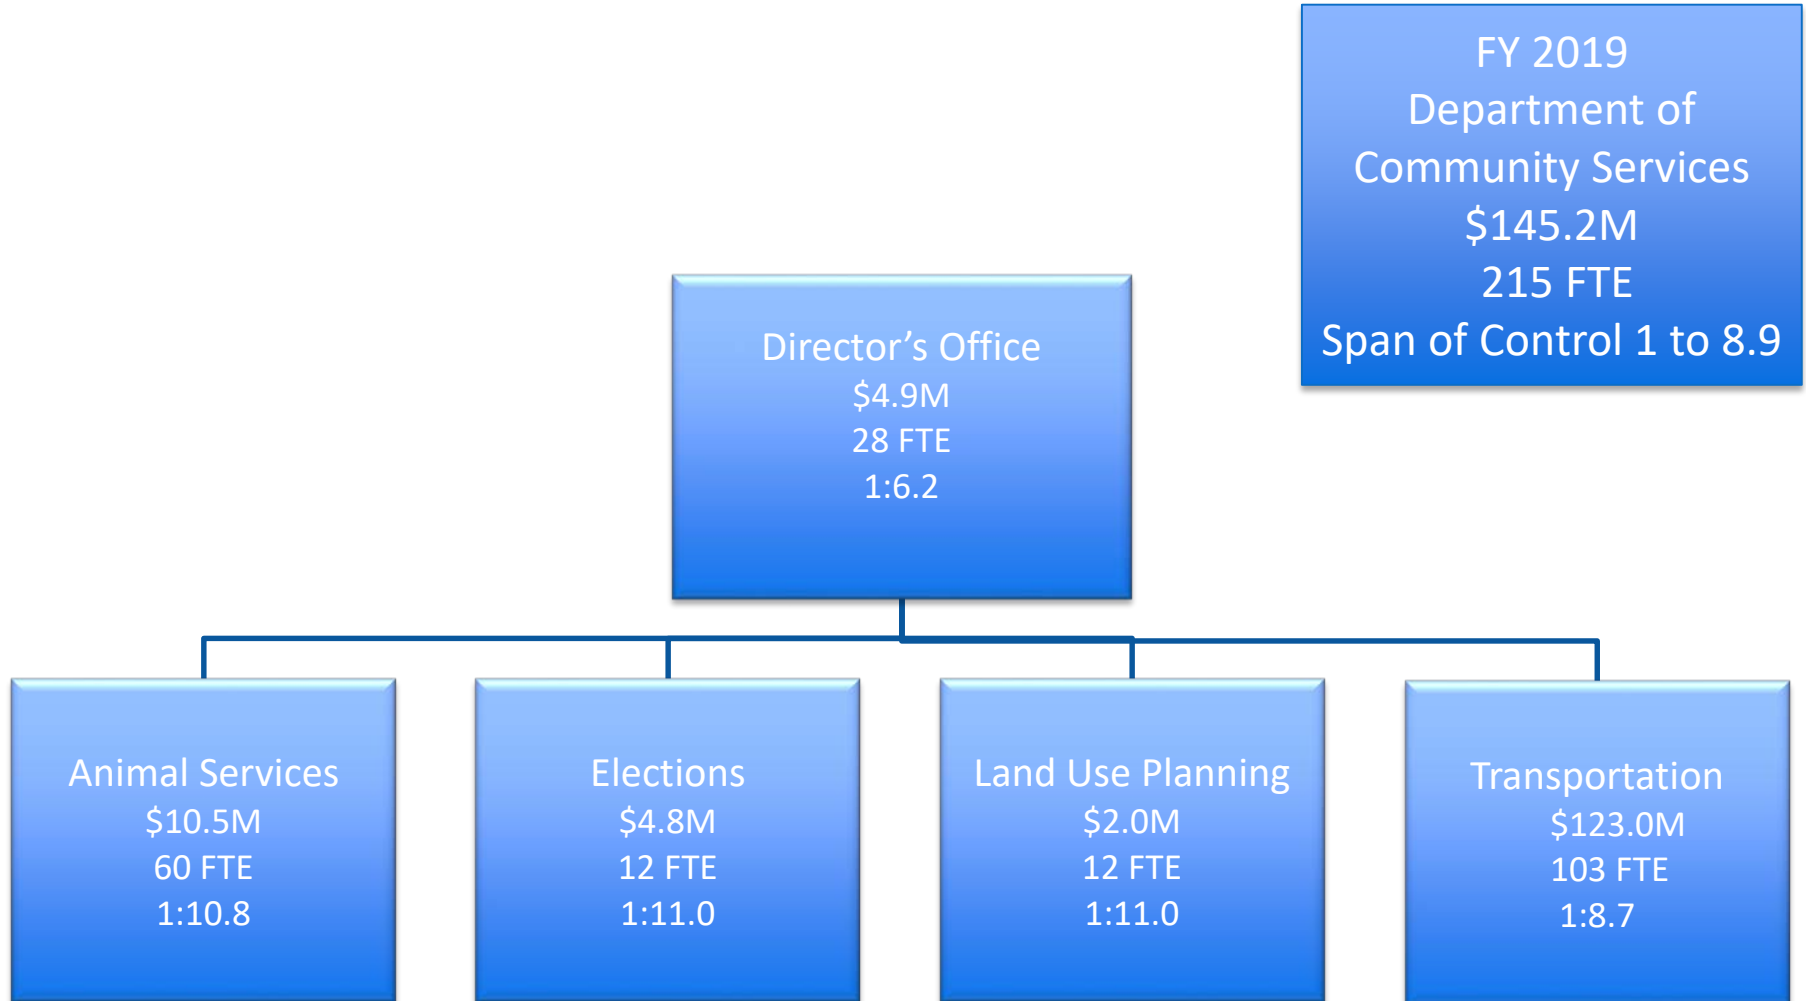 FY 2019
Department of
Community Services
$145.2M
215 FTE
Span of Control 1 to 8.9
Director’s Office
$4.9M
28 FTE
1:6.2
Animal Services
$10.5M
60 FTE
1:10.8
Elections
$4.8M
12 FTE
1:11.0
Land Use Planning
$2.0M
12 FTE
1:11.0
Transportation
$123.0M
103 FTE
1:8.7